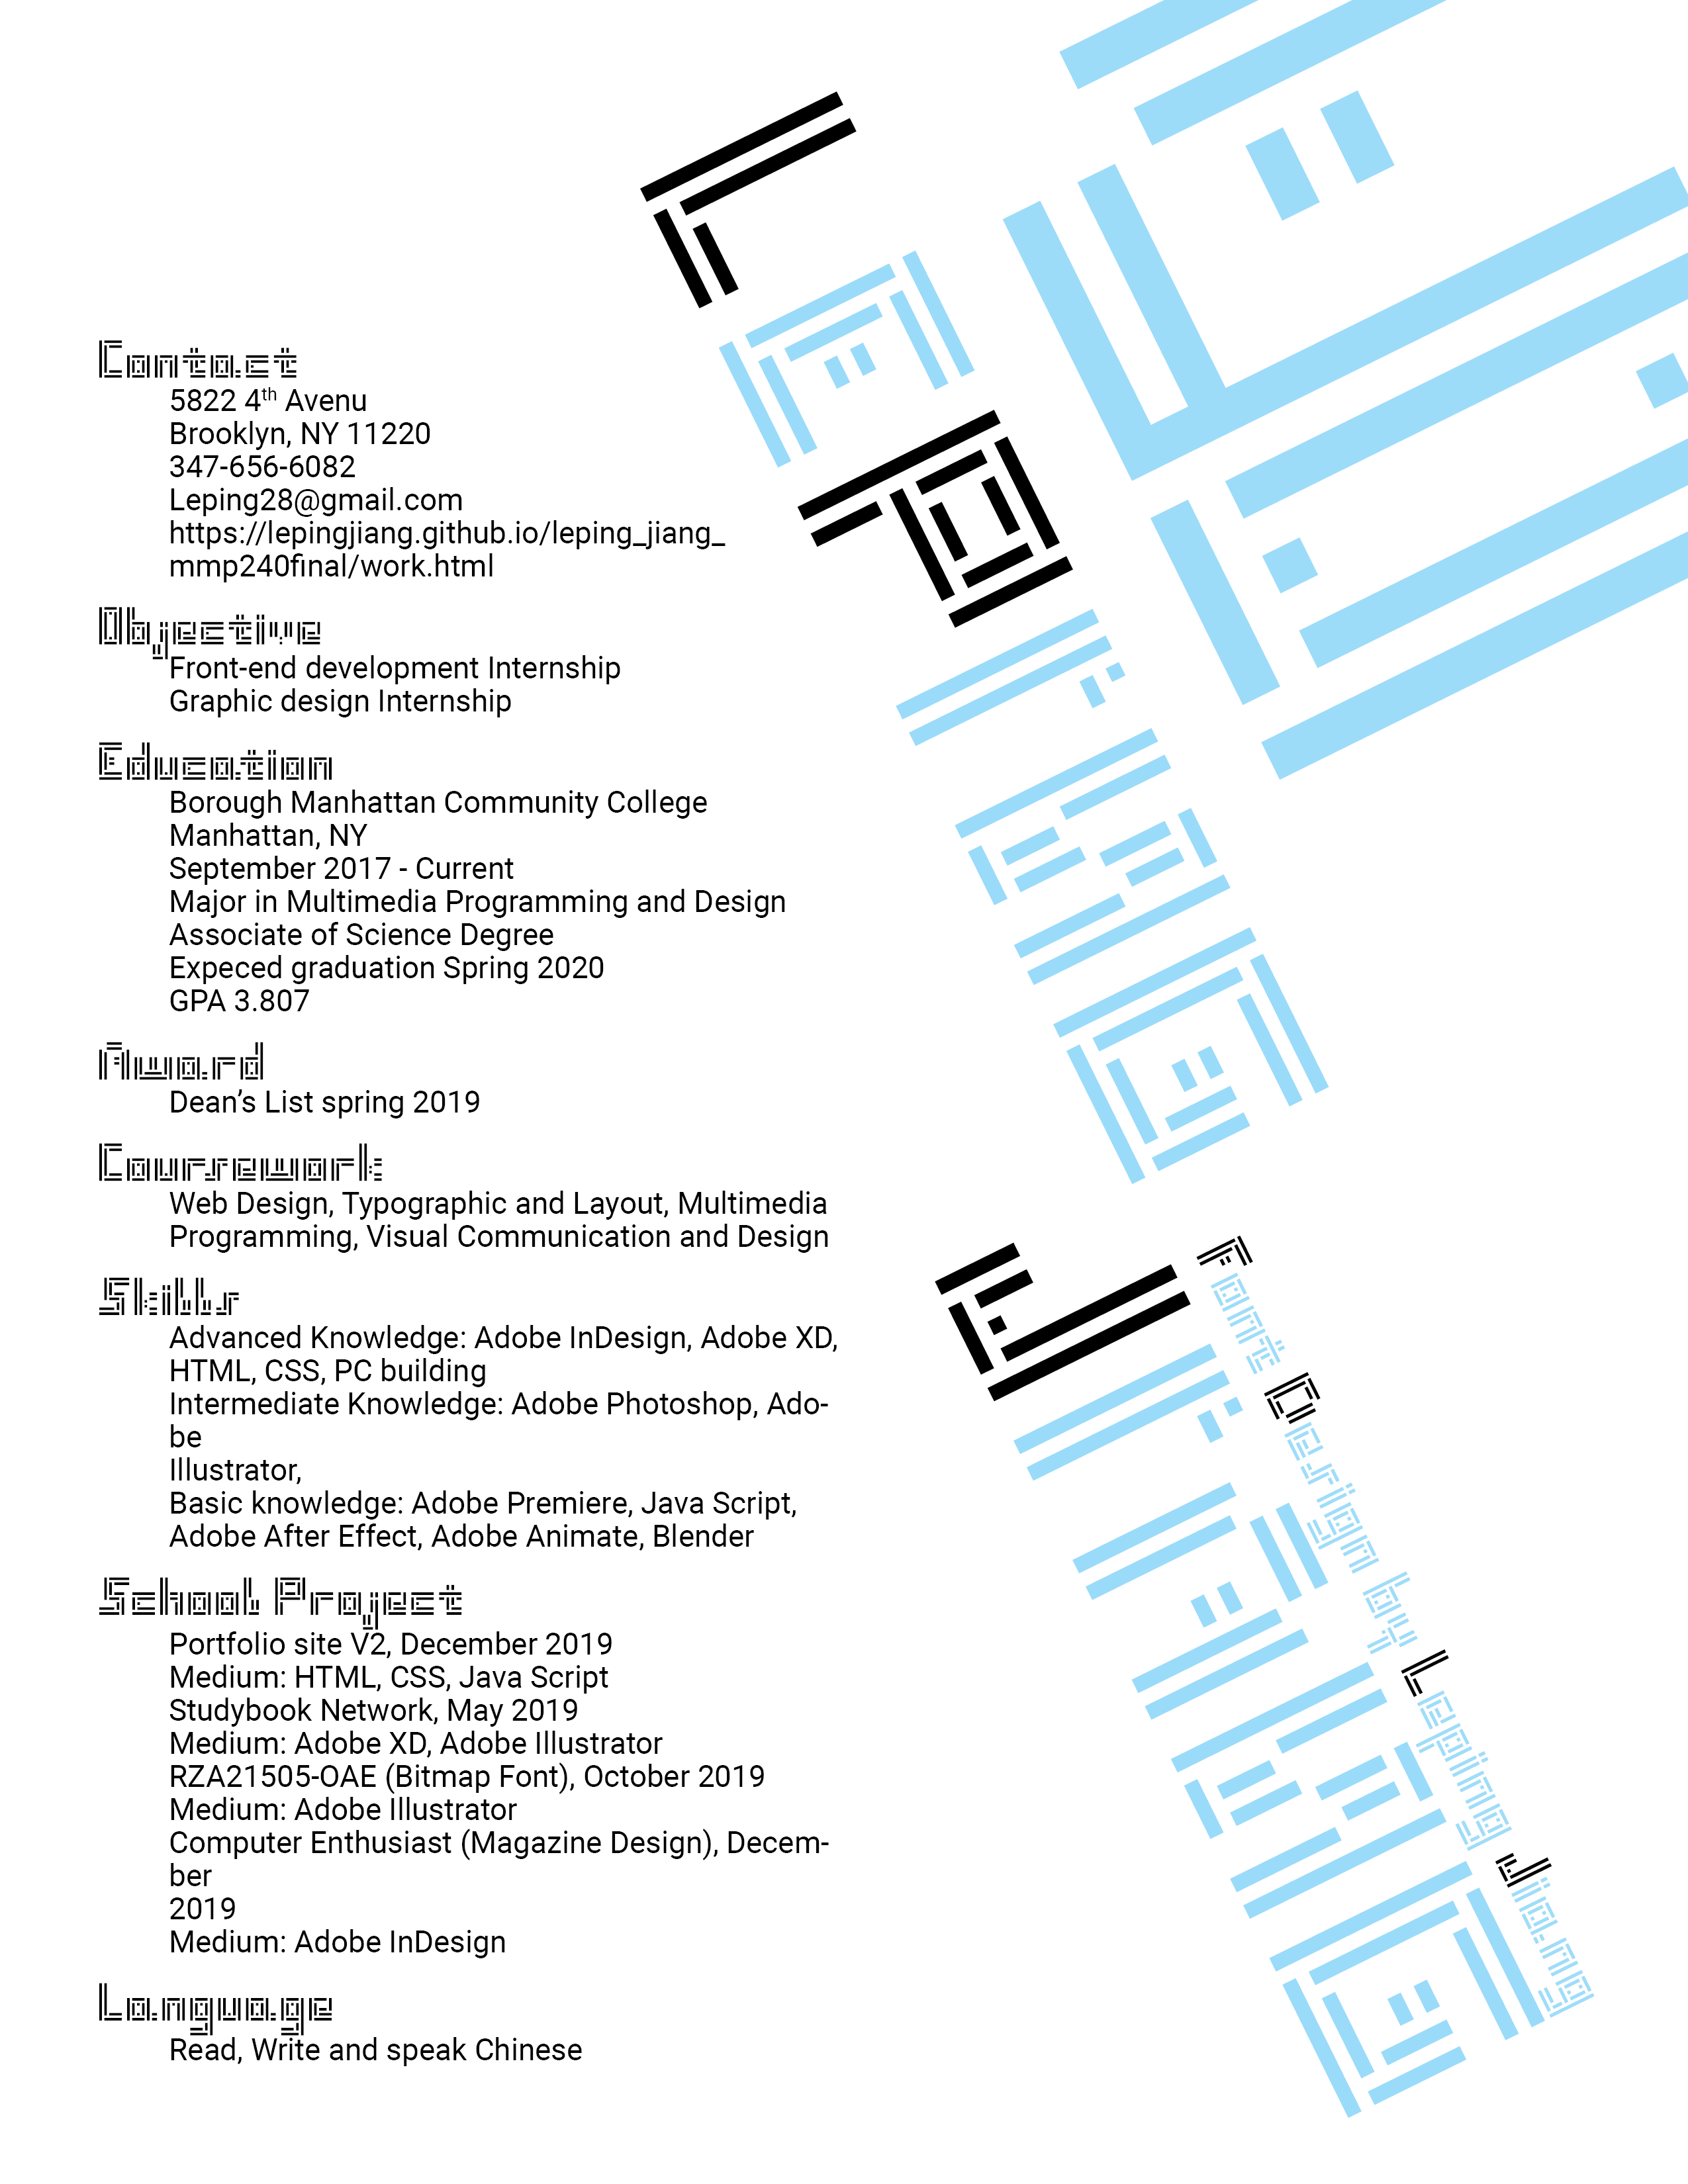 Contact
5822 4th Avenu
Brooklyn, NY 11220
347-656-6082
Leping28@gmail.com
https://lepingjiang.github.io/leping_jiang_
mmp240final/work.html
Objective
Front-end development Internship
Graphic design Internship
Education
Borough Manhattan Community College
Manhattan, NY
September 2017 - Current
Major in Multimedia Programming and Design
Associate of Science Degree
Expeced graduation Spring 2020
GPA 3.807
Award
Dean’s List spring 2019
Coursework
Web Design, Typographic and Layout, Multimedia
Programming, Visual Communication and Design
Skills
Advanced Knowledge: Adobe InDesign, Adobe XD,
HTML, CSS, PC building
Intermediate Knowledge: Adobe Photoshop, Ado-
be
Illustrator,
Basic knowledge: Adobe Premiere, Java Script,
Adobe After Effect, Adobe Animate, Blender
School Project
Portfolio site V2, December 2019
Medium: HTML, CSS, Java Script
Studybook Network, May 2019
Medium: Adobe XD, Adobe Illustrator
RZA21505-OAE (Bitmap Font), October 2019
Medium: Adobe Illustrator
Computer Enthusiast (Magazine Design), Decem-
ber
2019
Medium: Adobe InDesign
Language
Read, Write and speak Chinese
LePiNG
JiANG
Font Design by Leping Jiang